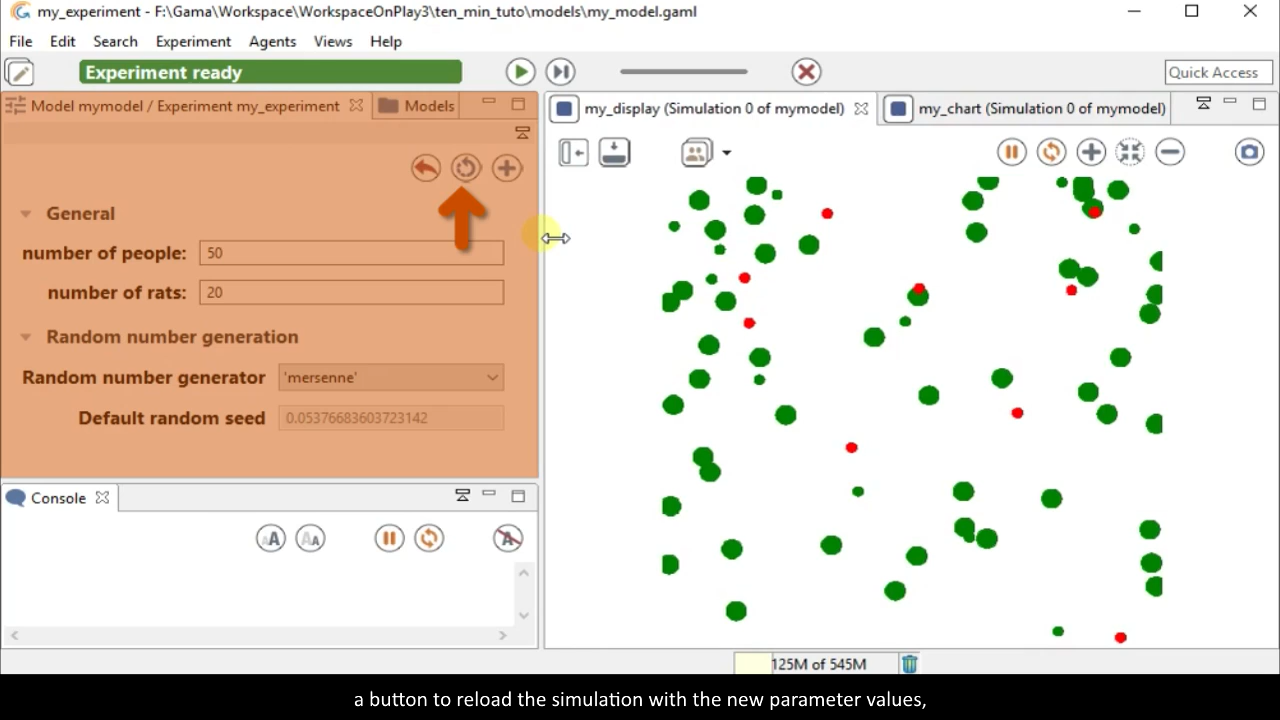 my_experiment - F:\Gama\Workspace\WorkspaceOnPlay3\ten_min_tuto\models\my_model.gaml
File Edit Search Experiment Agents Views Help
Experiment ready
Quick Access
Model mymodel / Experiment my_experiment
Models
my_display (Simulation 0 of mymodel)
my_chart (Simulation 0 of mymodel)
General
number of people: 50
number of rats: 20
Random number generation
Random number generator 'mersenne'
Default random seed 0.05376683603723142
Console
AA
AA
A
125M of 545M
a button to reload the simulation with the new parameter values,